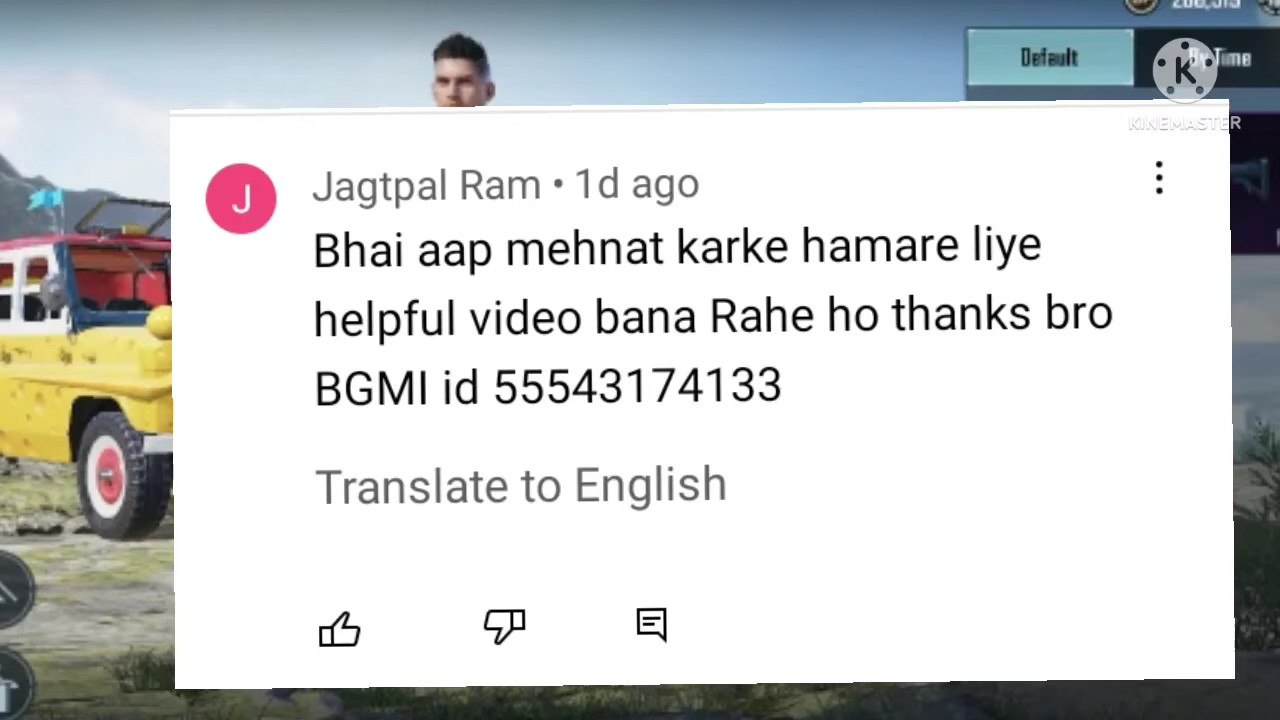 Default
KINEMASTER
Jagtpal Ram • 1d ago
Bhai aap mehnat karke hamare liye
helpful video bana Rahe ho thanks bro
BGMI id 55543174133
Translate to English